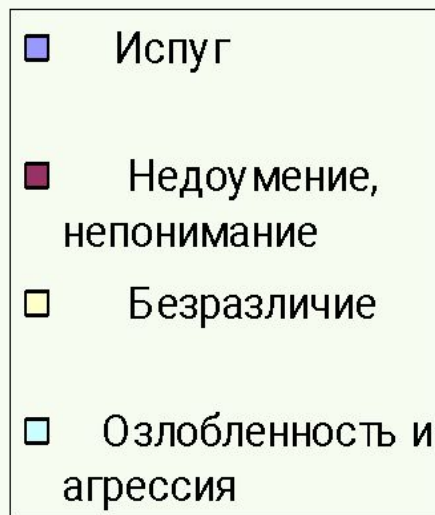 Испуг
Недоумение,
непонимание
Безразличие
Озлобленность и
агрессия